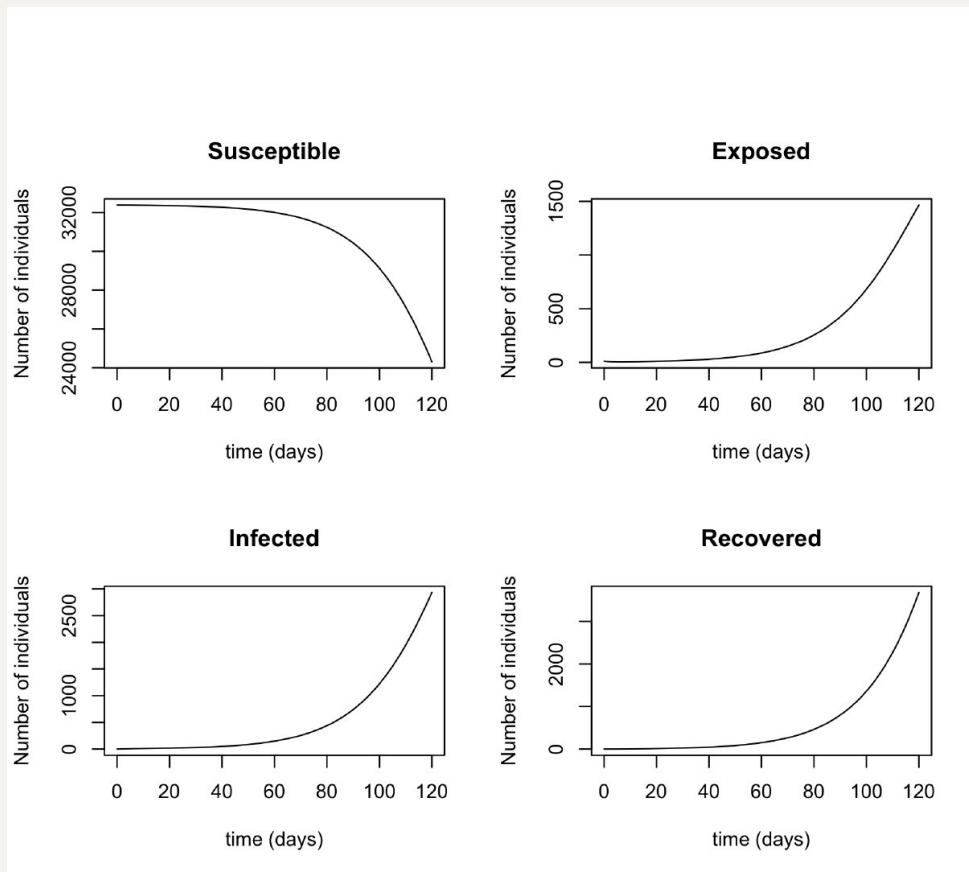 Susceptible
Number of individuals
24000 28000 32000
0 20 40 60 80 100 120
time (days)
Exposed
Number of individuals
0 500 1500
0 20 40 60 80 100 120
time (days)
Infected
Number of individuals
0 1000 2500
0 20 40 60 80 100 120
time (days)
Recovered
Number of individuals
0 2000
0 20 40 60 80 100 120
time (days)